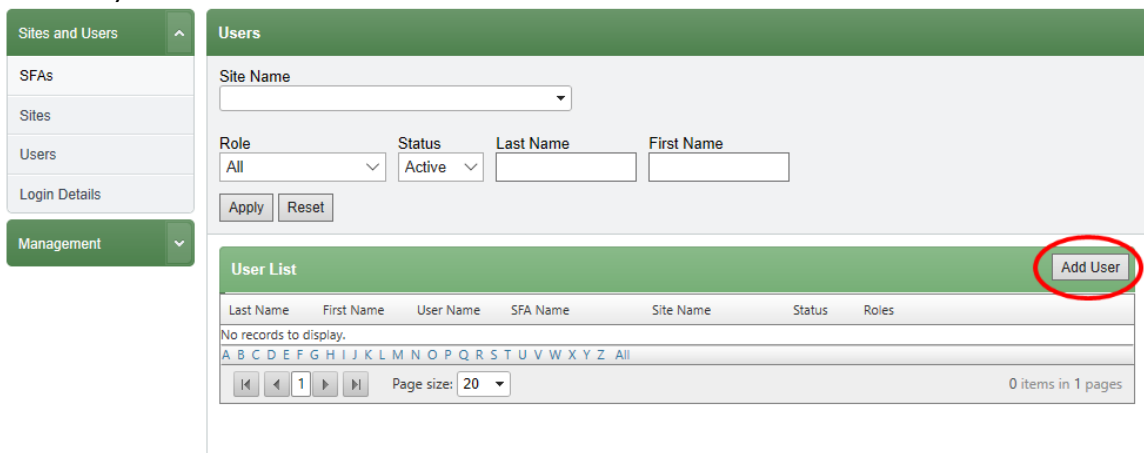 Sites and Users
SFAs
Sites
Users
Login Details
Management
Users
Site Name
Role Status Last Name First Name
All Active
Apply Reset
User List Add User
Last Name First Name User Name SFA Name Site Name Status Roles
No records to display.
A B C D E F G H I J K L M N O P Q R S T U V W X Y Z All
1 Page size: 20 0 items in 1 pages